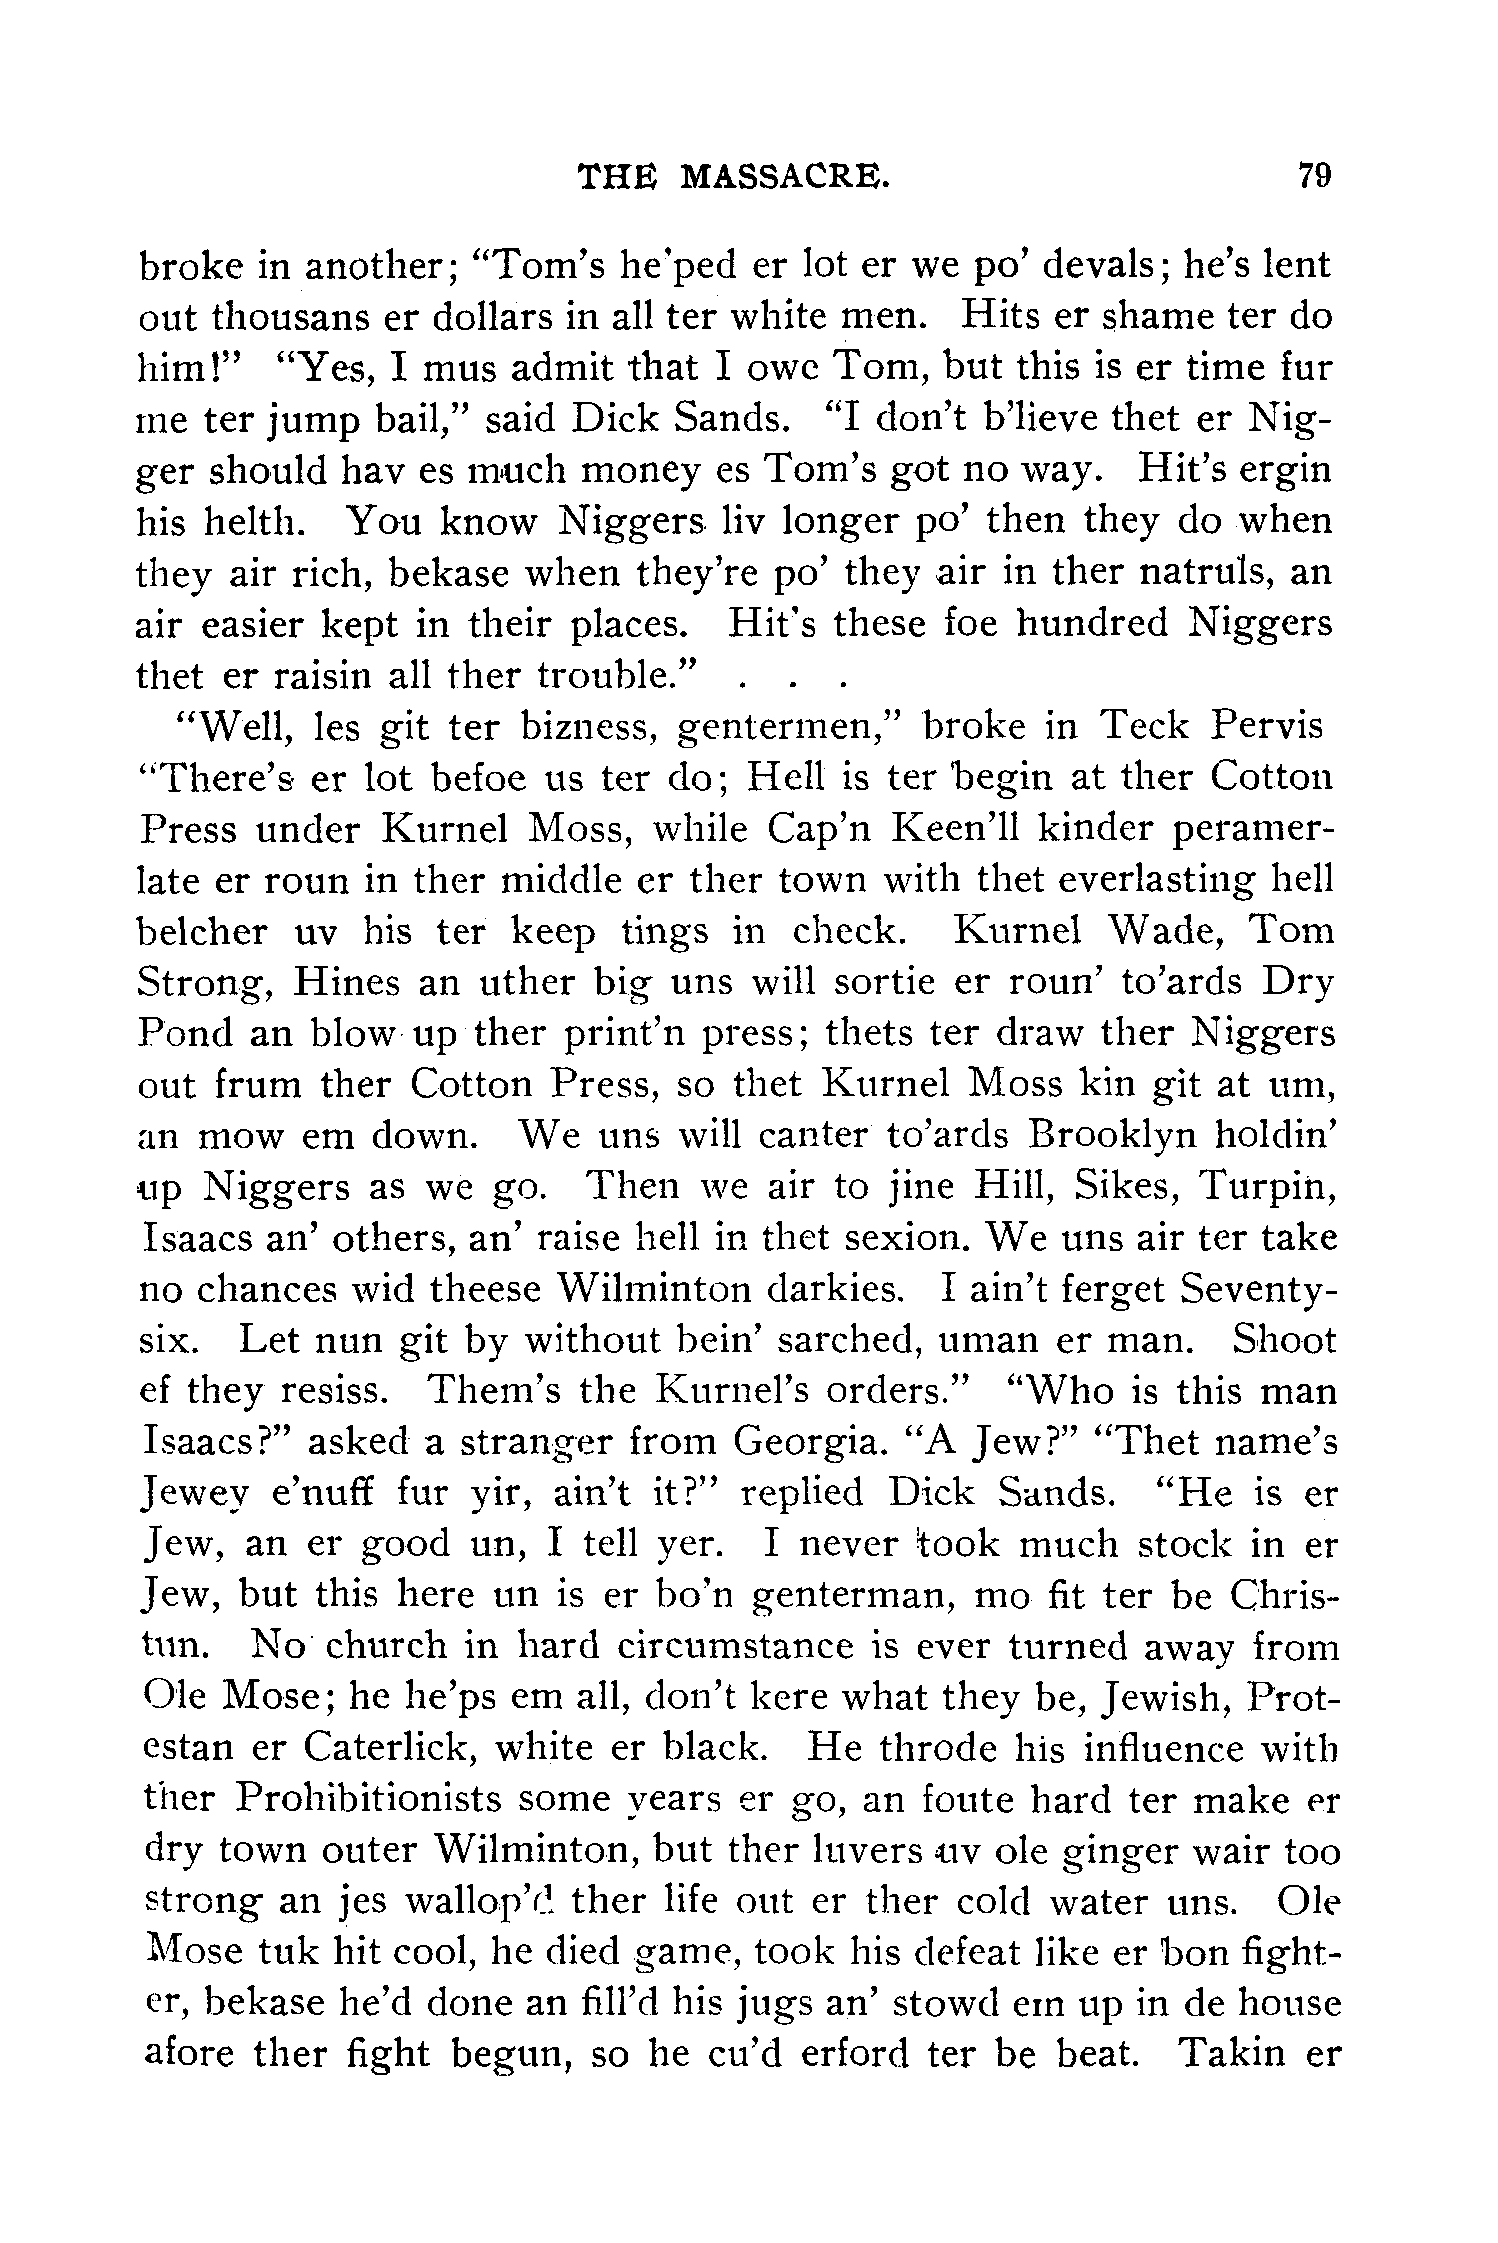 THE MASSACRE. 79
broke in another; “Tom’s he’ped er lot er we po’ devals; he’s lent
out thousans er dollars in all ter white men. Hits er shame ter do
him!” “Yes, I mus admit that I owe Tom, but this is er time fur
me ter jump bail,” said Dick Sands. “I don’t b’lieve thet er Nig-
ger should hav es much money es Tom’s got no way. Hit’s ergin
his helth. You know Niggers liv longer po’ then they do when
they air rich, bekase when they’re po’ they air in ther natruls, an
air easier kept in their places. Hit’s these foe hundred Niggers
thet er raisin all ther trouble.” . . .
“Well, les git ter bizness, gentermen,” broke in Teck Pervis
“There’s er lot befoe us ter do; Hell is ter begin at ther Cotton
Press under Kurnel Moss, while Cap’n Keen’ll kinder peramer-
late er roun in ther middle er ther town with thet everlasting hell
belcher uv his ter keep tings in check. Kurnel Wade, Tom
Strong, Hines an uther big uns will sortie er roun’ to’ards Dry
Pond an blow up ther print’n press; thets ter draw ther Niggers
out frum ther Cotton Press, so thet Kurnel Moss kin git at um,
an mow em down. We uns will canter to’ards Brooklyn holdin’
up Niggers as we go. Then we air to jine Hill, Sikes, Turpin,
Isaacs an’ others, an’ raise hell in thet sexion. We uns air ter take
no chances wid theese Wilminton darkies. I ain’t ferget Seventy-
six. Let nun git by without bein’ sarched, uman er man. Shoot
ef they resiss. Them’s the Kurnel’s orders.” “Who is this man
Isaacs?” asked a stranger from Georgia. “A Jew?” “Thet name’s
Jewey e’nuff fur yir, ain’t it?” replied Dick Sands. “He is er
Jew, an er good un, I tell yer. I never took much stock in er
Jew, but this here un is er bo’n genterman, mo fit ter be Chris-
tun. No church in hard circumstance is ever turned away from
Ole Mose; he he’ps em all, don’t kere what they be, Jewish, Prot-
estan er Caterlick, white er black. He throde his influence with
ther Prohibitionists some years er go, an foute hard ter make er
dry town outer Wilminton, but ther luvers uv ole ginger wair too
strong an jes wallop’d ther life out er ther cold water uns. Ole
Mose tuk hit cool, he died game, took his defeat like er bon fight-
er, bekase he’d done an fill’d his jugs an’ stowd em up in de house
afore ther fight begun, so he cu’d erford ter be beat. Takin er